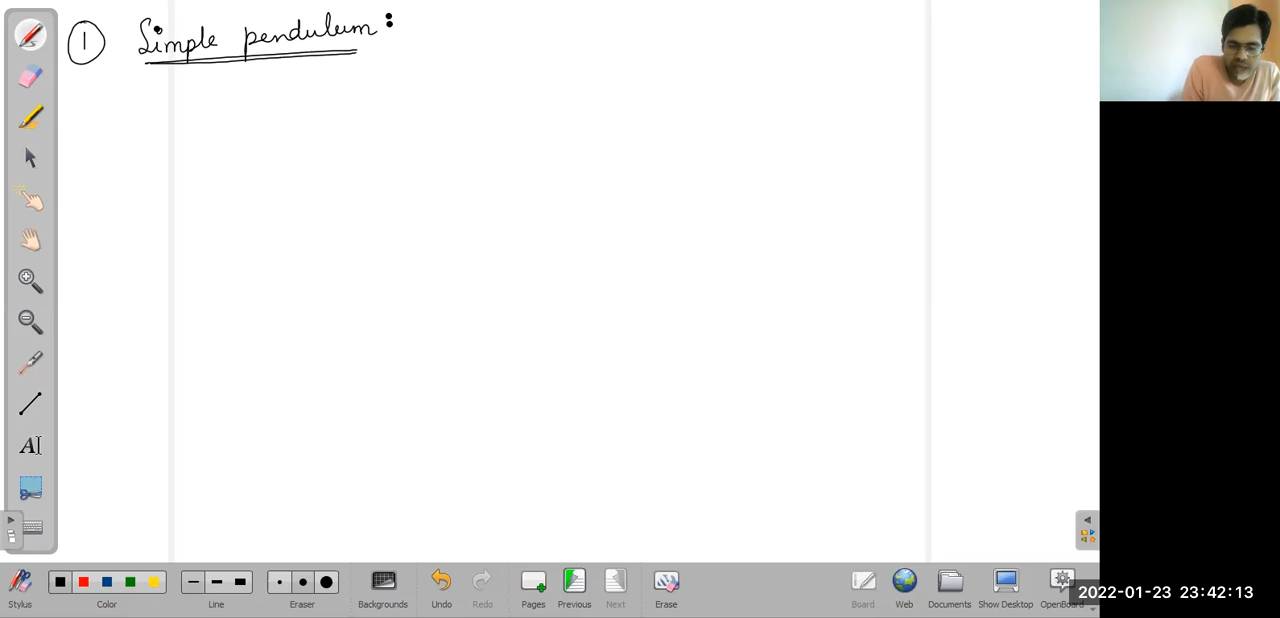 ① Simple pendulum :
A
Stylus
Color
Line
Eraser
Backgrounds
Undo
Redo
Pages
Previous
Next
Erase
Board
Web
Documents
Show Desktop
OpenBoard
2022-01-23 23:42:13